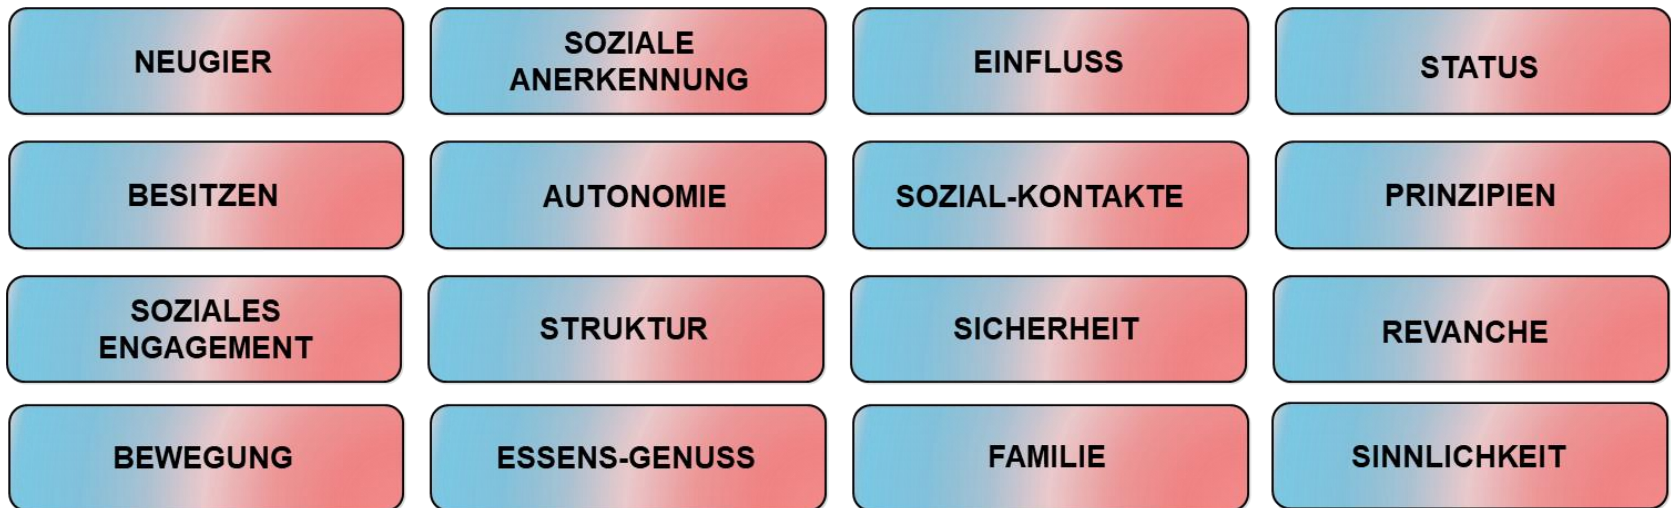 NEUGIER
SOZIALE
ANERKENNUNG
EINFLUSS
STATUS
BESITZEN
AUTONOMIE
SOZIAL-KONTAKTE
PRINZIPIEN
SOZIALES
ENGAGEMENT
STRUKTUR
SICHERHEIT
REVANCHE
BEWEGUNG
ESSENS-GENUSS
FAMILIE
SINNLICHKEIT